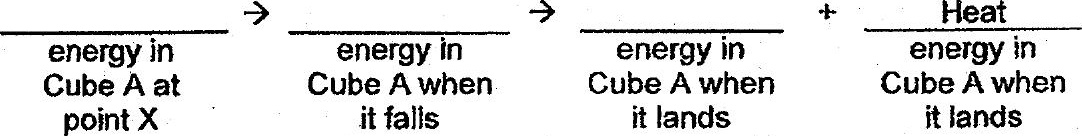 → → + Heat
energy in energy in energy in energy in
Cube A at Cube A when Cube A when Cube A when
point X it falls it lands it lands